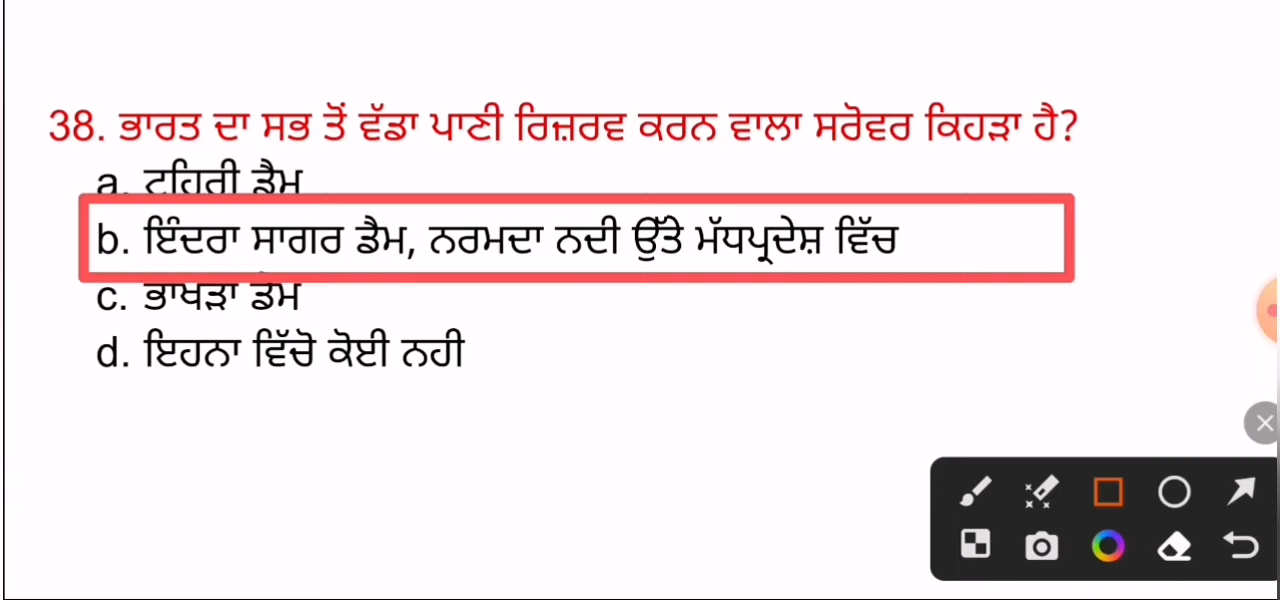 38. ਭਾਰਤ ਦਾ ਸਭ ਤੋਂ ਵੱਡਾ ਪਾਣੀ ਰਿਜ਼ਰਵ ਕਰਨ ਵਾਲਾ ਸਰੋਵਰ ਕਿਹੜਾ ਹੈ?
a. ਟਹਿਰੀ ਡੈਮ
b. ਇੰਦਰਾ ਸਾਗਰ ਡੈਮ, ਨਰਮਦਾ ਨਦੀ ਉੱਤੇ ਮੱਧਪ੍ਰਦੇਸ਼ ਵਿੱਚ
c. ਭਾਖੜਾ ਡੈਮ
d. ਇਹਨਾ ਵਿੱਚੋ ਕੋਈ ਨਹੀ